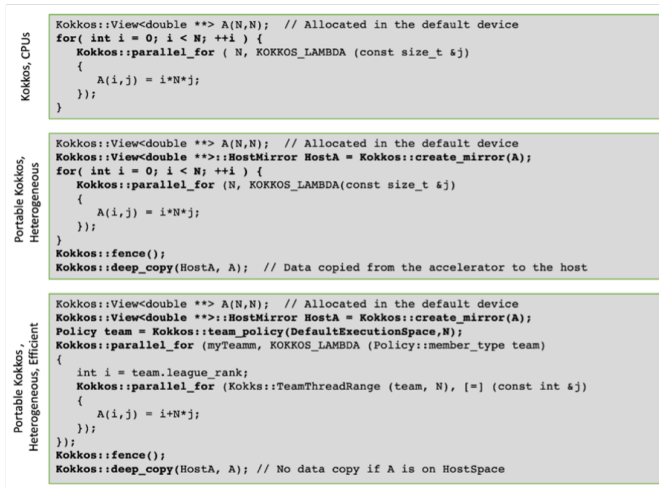 Kokkos, CPUs
Kokkos::View<double **> A(N,N);  // Allocated in the default device
for( int i = 0; i < N; ++i ) {
   Kokkos::parallel_for ( N, KOKKOS_LAMBDA (const size_t &j)
   {
      A(i,j) = i*N*j;
   });
}
Portable Kokkos,
Heterogeneous
Kokkos::View<double **> A(N,N);  // Allocated in the default device
Kokkos::View<double **>::HostMirror HostA = Kokkos::create_mirror(A);
for( int i = 0; i < N; ++i ) {
   Kokkos::parallel_for (N, KOKKOS_LAMBDA(const size_t &j)
   {
      A(i,j) = i*N*j;
   });
}
Kokkos::fence();
Kokkos::deep_copy(HostA, A);  // Data copied from the accelerator to the host
Portable Kokkos ,
Heterogeneous, Efficient
Kokkos::View<double **> A(N,N);  // Allocated in the default device
Kokkos::View<double **>::HostMirror HostA = Kokkos::create_mirror(A);
Policy team = Kokkos::team_policy(DefaultExecutionSpace,N);
Kokkos::parallel_for (myTeamm, KOKKOS_LAMBDA (Policy::member_type team)
{
   int i = team.league_rank;
   Kokkos::parallel_for (Kokks::TeamThreadRange (team, N), [=] (const int &j)
   {
      A(i,j) = i+N*j;
   });
});
Kokkos::fence();
Kokkos::deep_copy(HostA, A); // No data copy if A is on HostSpace